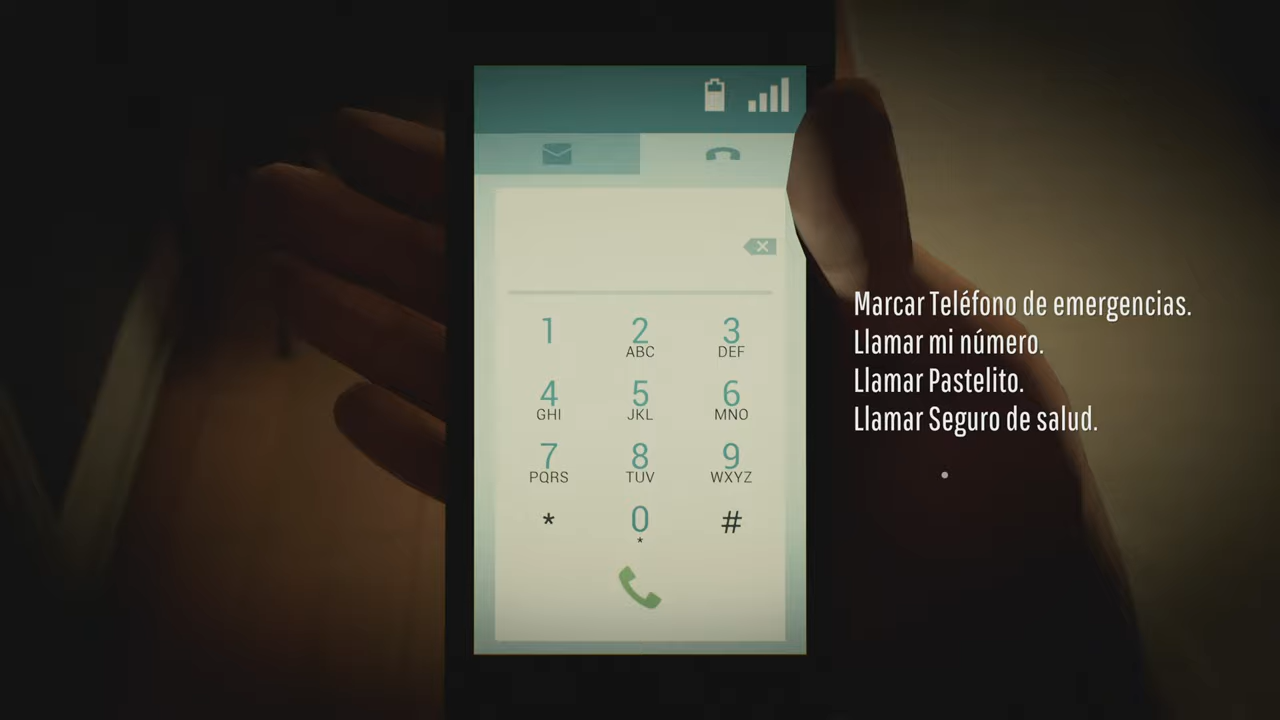 1 2 3
ABC DEF
4 5 6
GHI JKL MNO
7 8 9
PQRS TUV WXYZ
* 0 #
*
Marcar Teléfono de emergencias.
Llamar mi número.
Llamar Pastelito.
Llamar Seguro de salud.